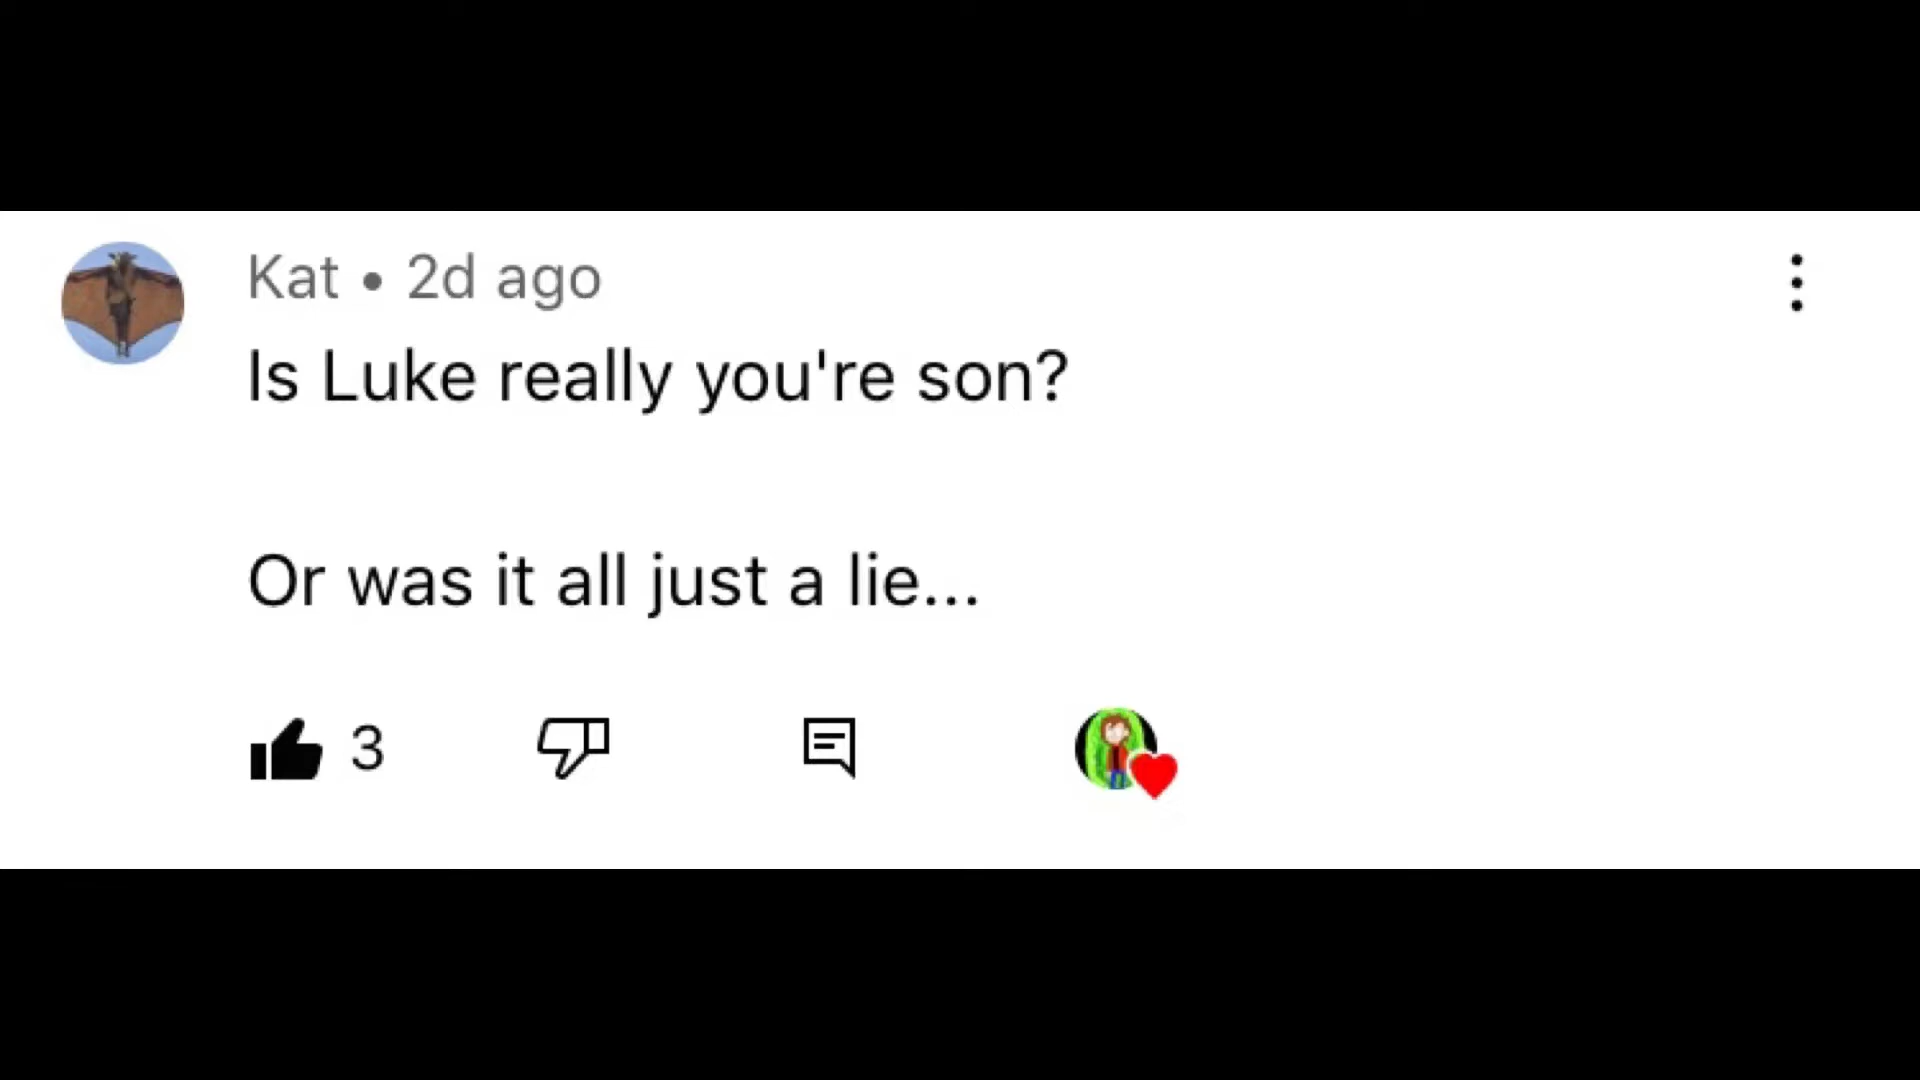 Kat • 2d ago
Is Luke really you're son?
Or was it all just a lie...
3